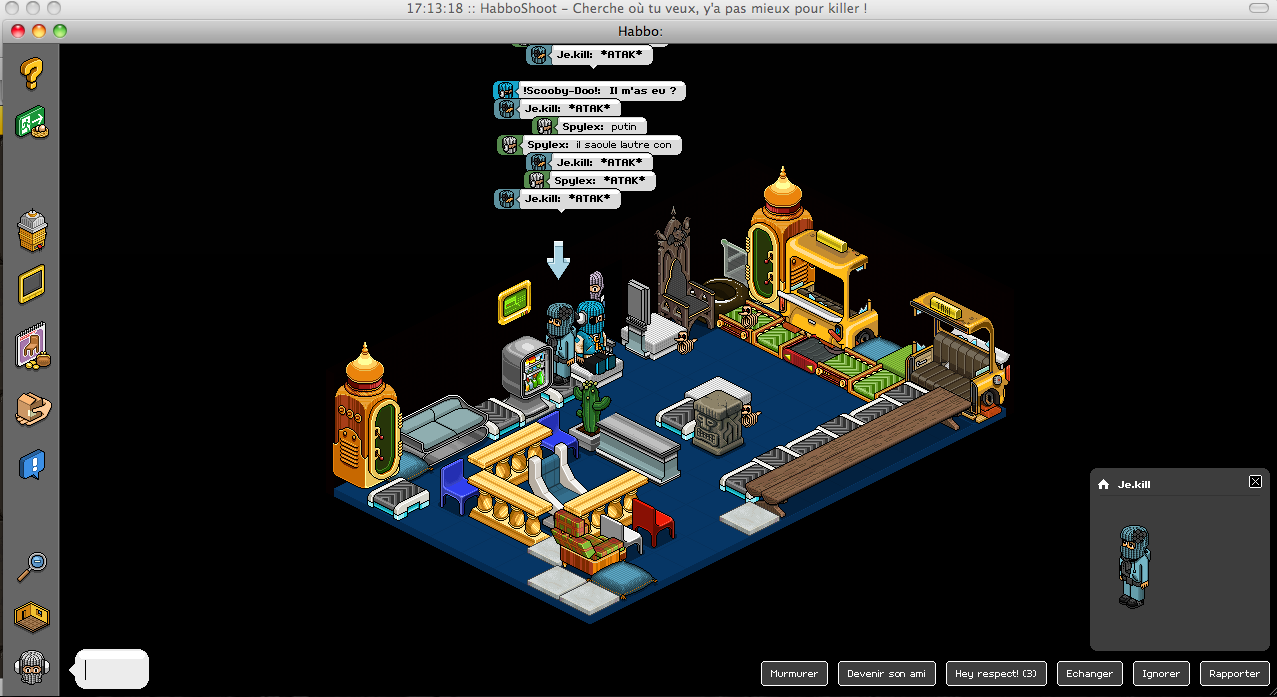 17:13:18 :: HabboShoot - Cherche où tu veux, y'a pas mieux pour killer !
Habbo:
Je.kill: *ATAK*
!Scooby-Doo!: Il m'as eu ?
Je.kill: *ATAK*
Spylex: putin
Spylex: il saoule lautre con
Je.kill: *ATAK*
Spylex: *ATAK*
Je.kill: *ATAK*
Je.kill
Murmurer
Devenir son ami
Hey respect! (3)
Echanger
Ignorer
Rapporter